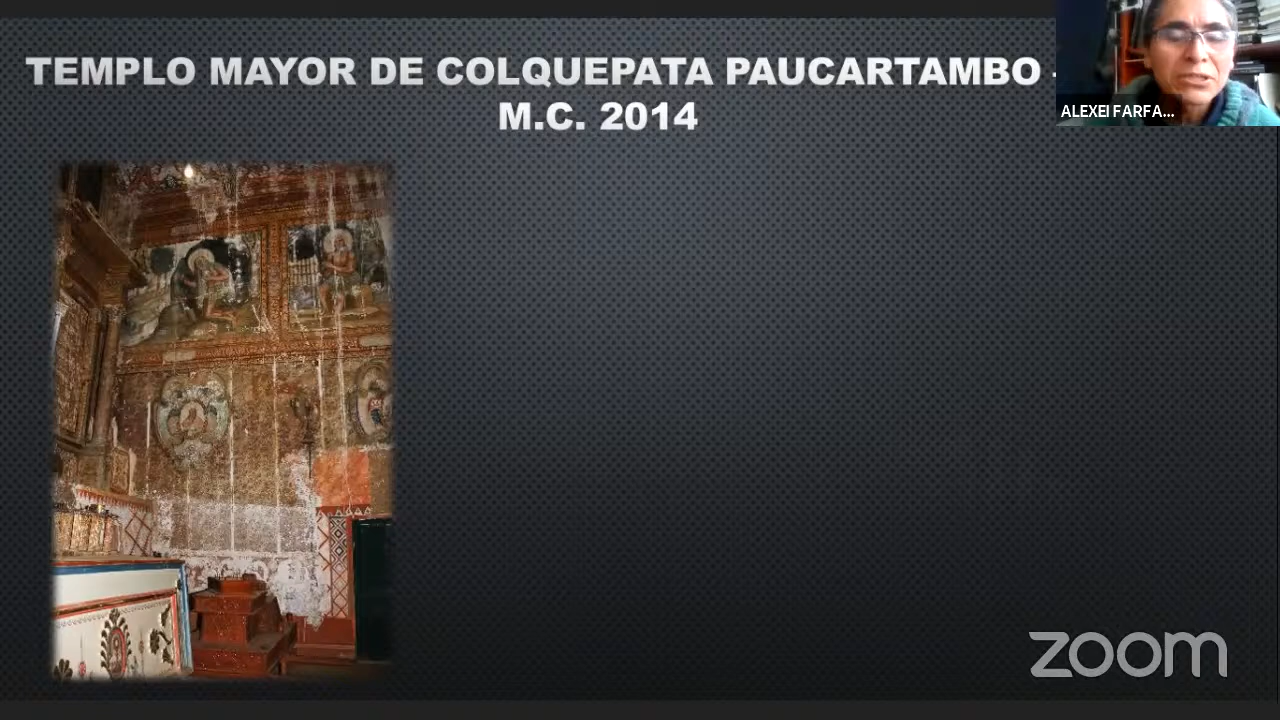 TEMPLO MAYOR DE COLQUEPATA PAUCARTAMBO -
M.C. 2014
ALEXEI FARFA...
zoom